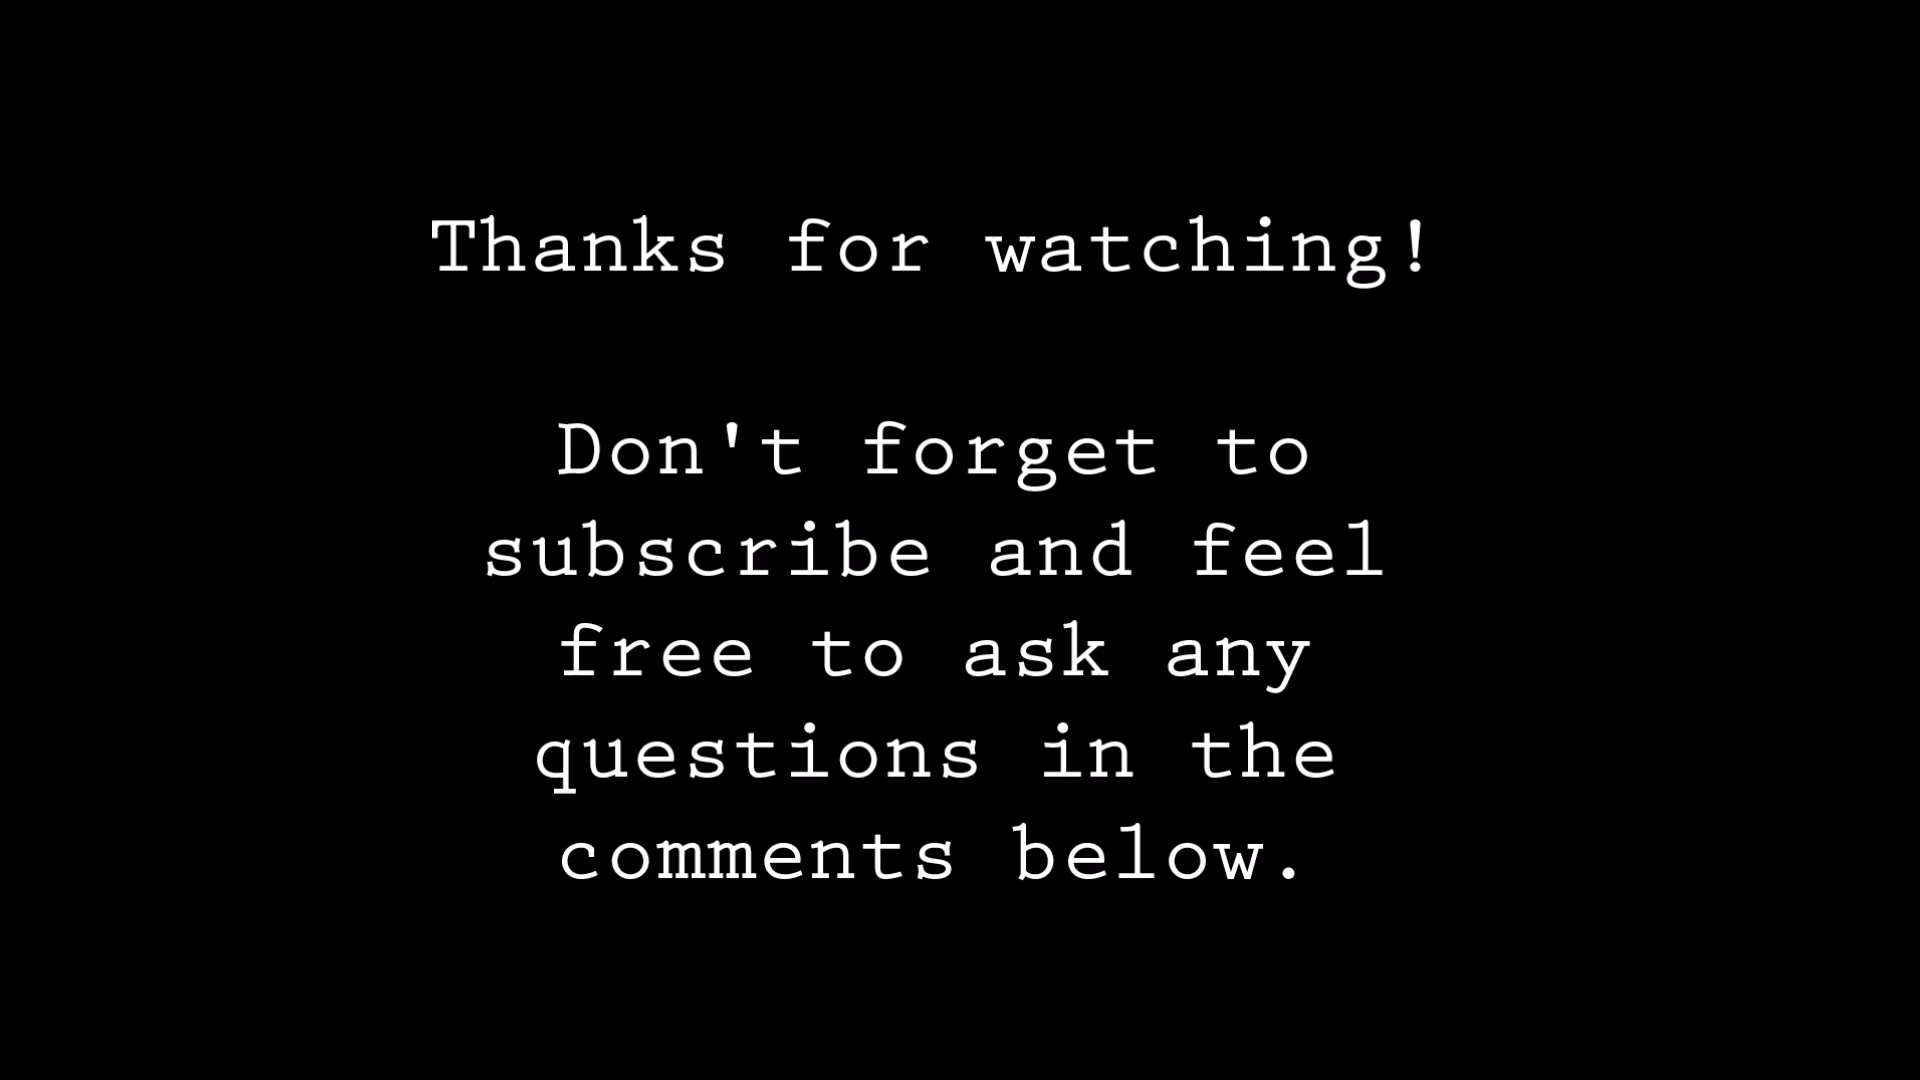 Thanks for watching!
Don't forget to
subscribe and feel
free to ask any
questions in the
comments below.